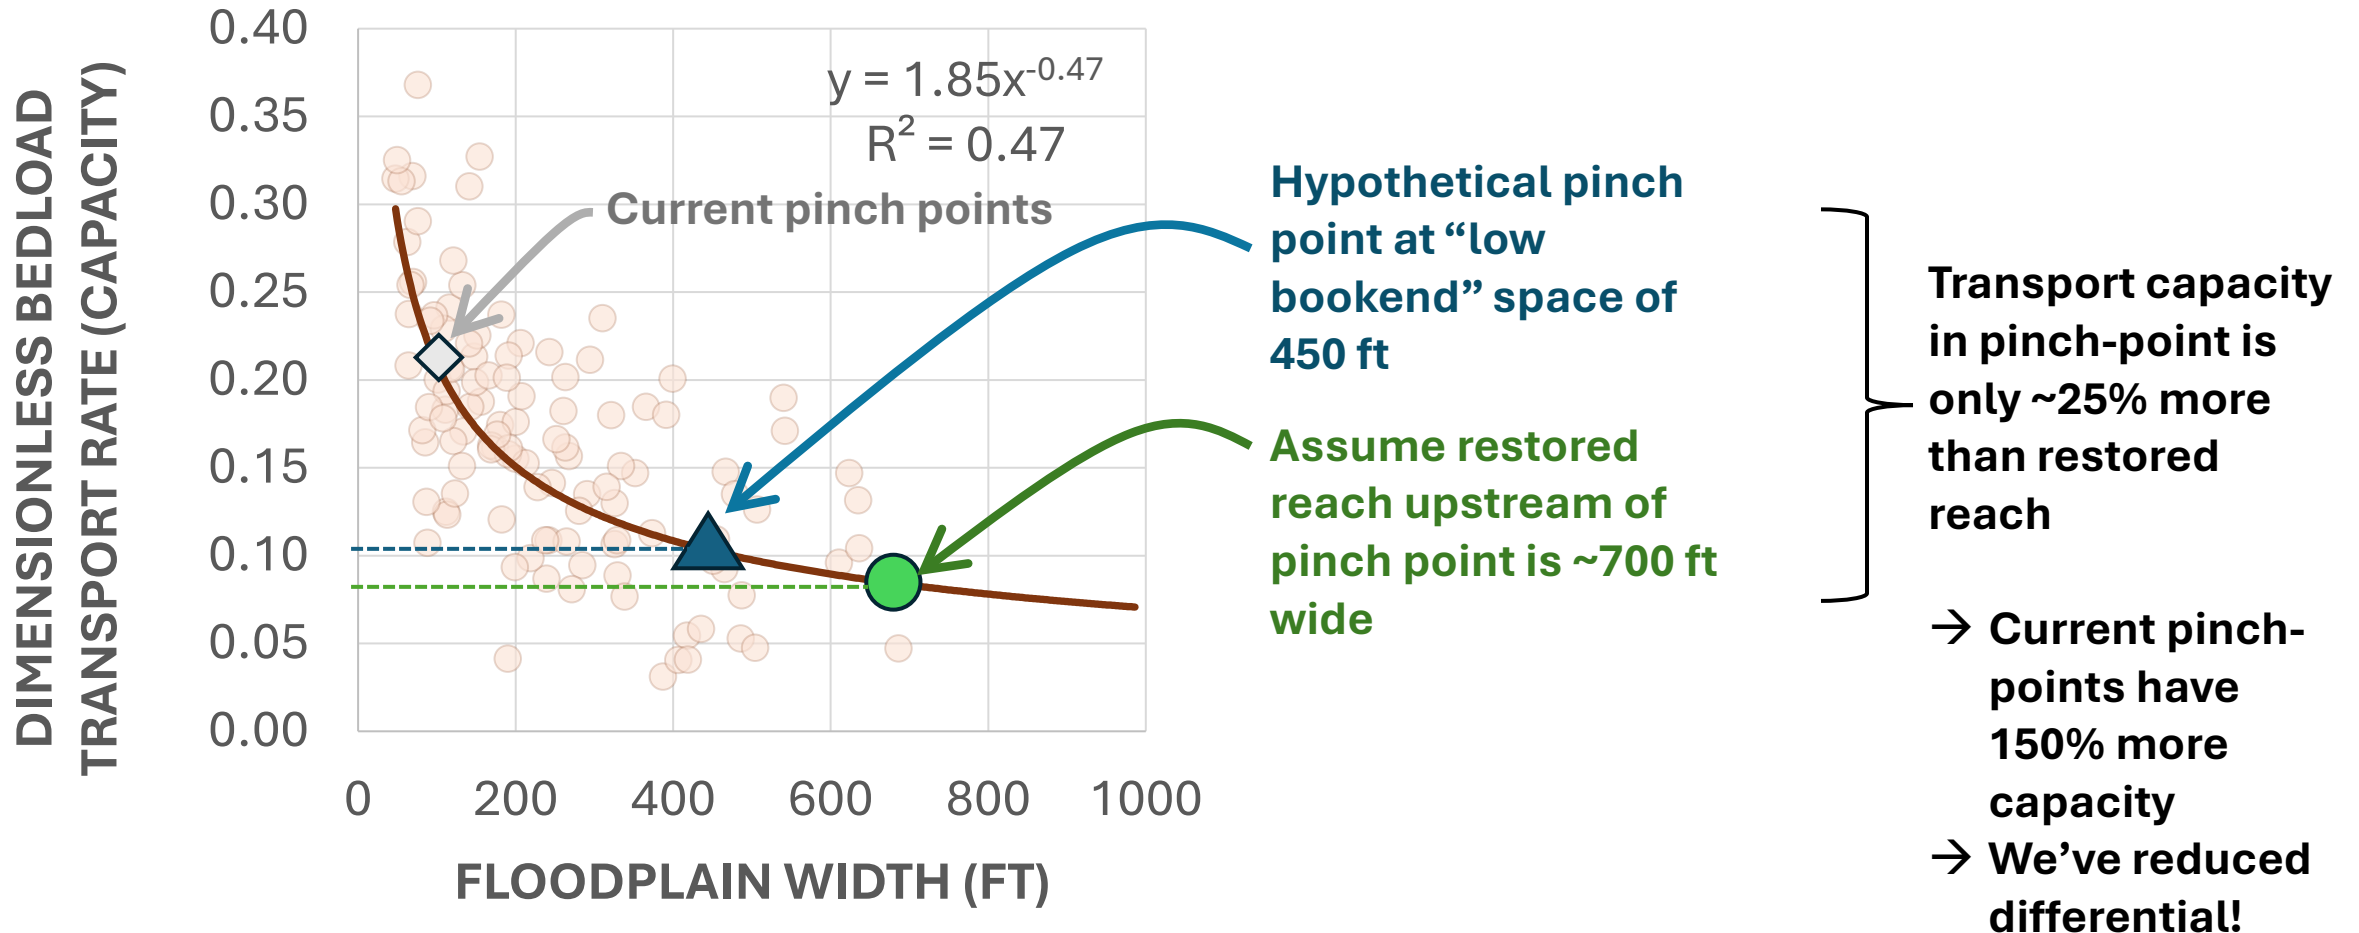 DIMENSIONLESS BEDLOAD
TRANSPORT RATE (CAPACITY)
0.40
0.35
0.30
0.25
0.20
0.15
0.10
0.05
0.00
0
200
400
600
800
1000
FLOODPLAIN WIDTH (FT)
y = 1.85x⁻⁰·⁴⁷
R² = 0.47
Current pinch points
Hypothetical pinch
point at “low
bookend” space of
450 ft
Assume restored
reach upstream of
pinch point is ~700 ft
wide
Transport capacity
in pinch-point is
only ~25% more
than restored
reach
→ Current pinch-
points have
150% more
capacity
→ We’ve reduced
differential!